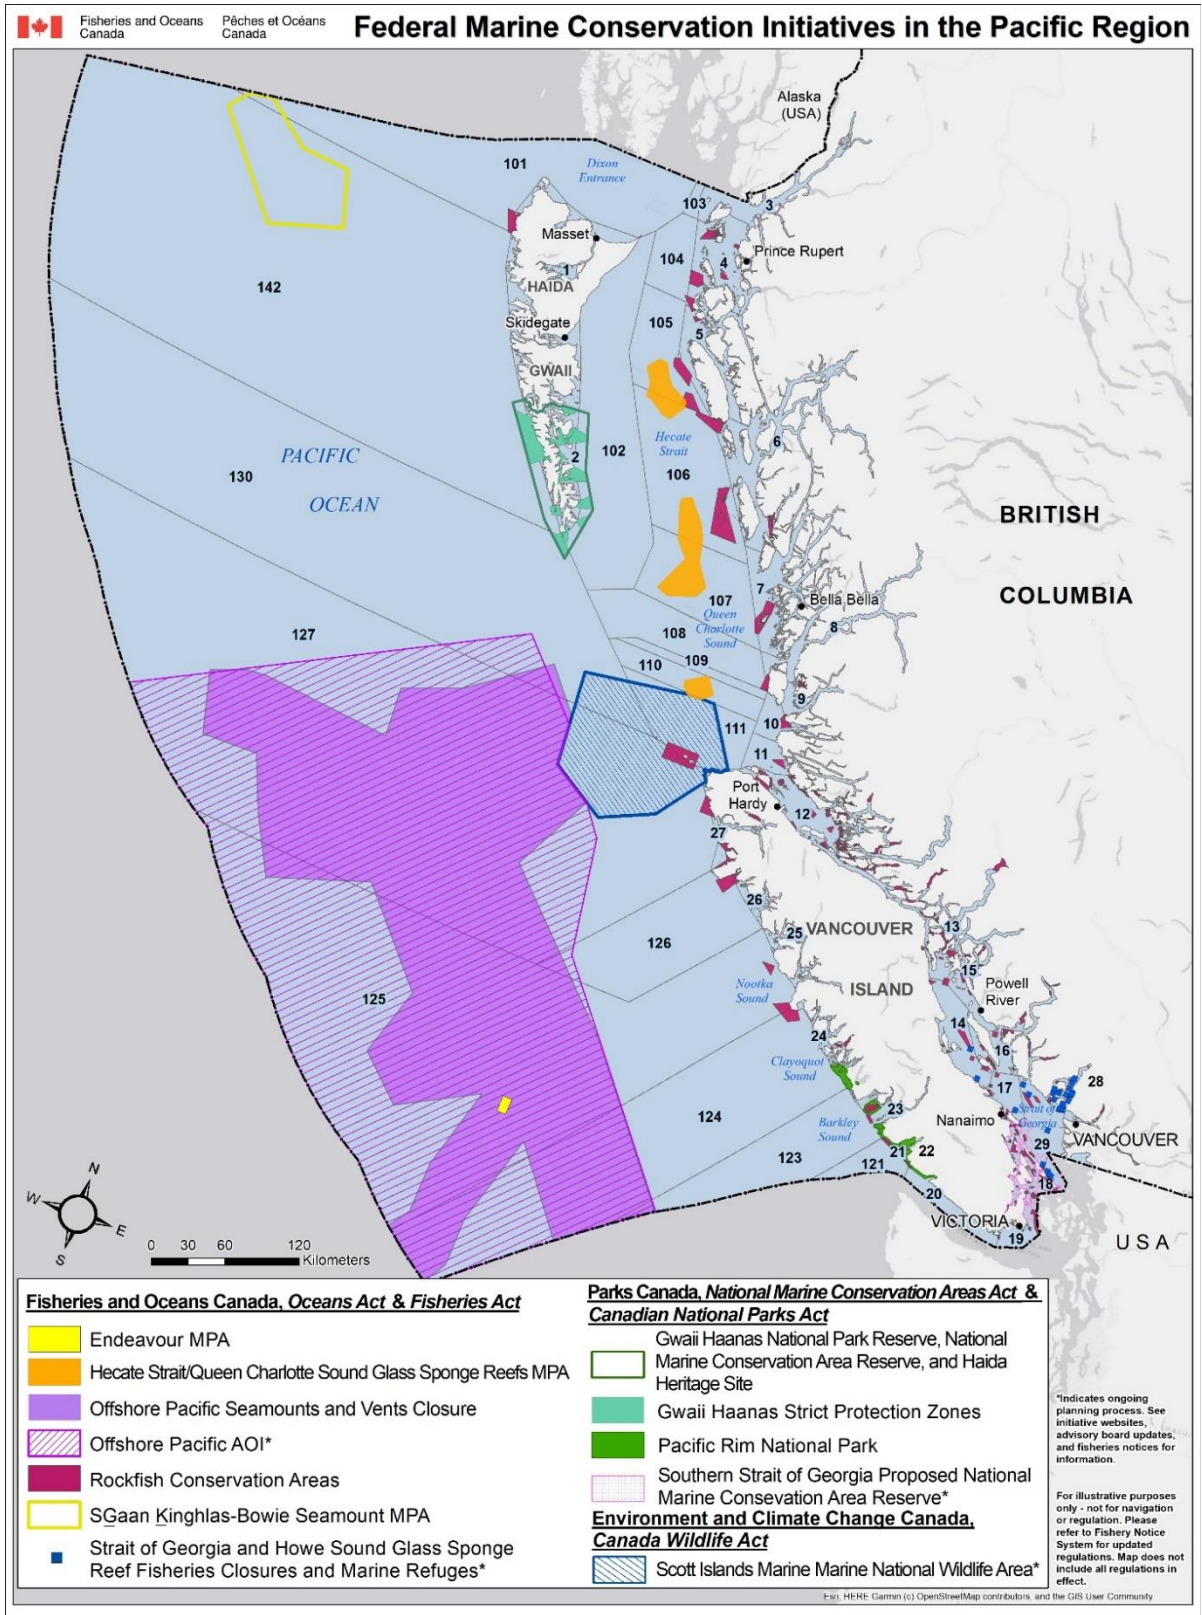 Fisheries and Oceans
Canada
Pêches et Océans
Canada
Federal Marine Conservation Initiatives in the Pacific Region
Alaska
(USA)
Dixon
Entrance
101
103
3
Masset
Prince Rupert
104
4
1
HAIDA
142
105
5
Skidegate
GWAII
6
Hecate
Strait
2
102
106
PACIFIC
OCEAN
130
BRITISH
COLUMBIA
7
107
Bella Bella
8
Queen
Charlotte
Sound
127
108
109
110
9
111
10
11
Port
Hardy
12
27
26
VANCOUVER
ISLAND
13
25
126
15
Powell
River
Nootka
Sound
125
14
24
16
Clayoquot
Sound
17
28
23
Nanaimo
Strait of
Georgia
124
Barkley
Sound
VANCOUVER
29
22
21
123
121
18
20
VICTORIA
19
USA
N
W
E
S
0 30 60 120
Kilometers
Fisheries and Oceans Canada, Oceans Act & Fisheries Act
Endeavour MPA
Hecate Strait/Queen Charlotte Sound Glass Sponge Reefs MPA
Offshore Pacific Seamounts and Vents Closure
Offshore Pacific AOI*
Rockfish Conservation Areas
SGaan Kinghlas-Bowie Seamount MPA
Strait of Georgia and Howe Sound Glass Sponge
Reef Fisheries Closures and Marine Refuges*
Parks Canada, National Marine Conservation Areas Act &
Canadian National Parks Act
Gwaii Haanas National Park Reserve, National
Marine Conservation Area Reserve, and Haida
Heritage Site
Gwaii Haanas Strict Protection Zones
Pacific Rim National Park
Southern Strait of Georgia Proposed National
Marine Consevation Area Reserve*
Environment and Climate Change Canada,
Canada Wildlife Act
Scott Islands Marine Marine National Wildlife Area*
*Indicates ongoing
planning process. See
initiative websites,
advisory board updates,
and fisheries notices for
information.
For illustrative purposes
only - not for navigation
or regulation. Please
refer to Fishery Notice
System for updated
regulations. Map does not
include all regulations in
effect.
Esri, HERE Garmin (c) OpenStreetMap contributors, and the GIS User Community